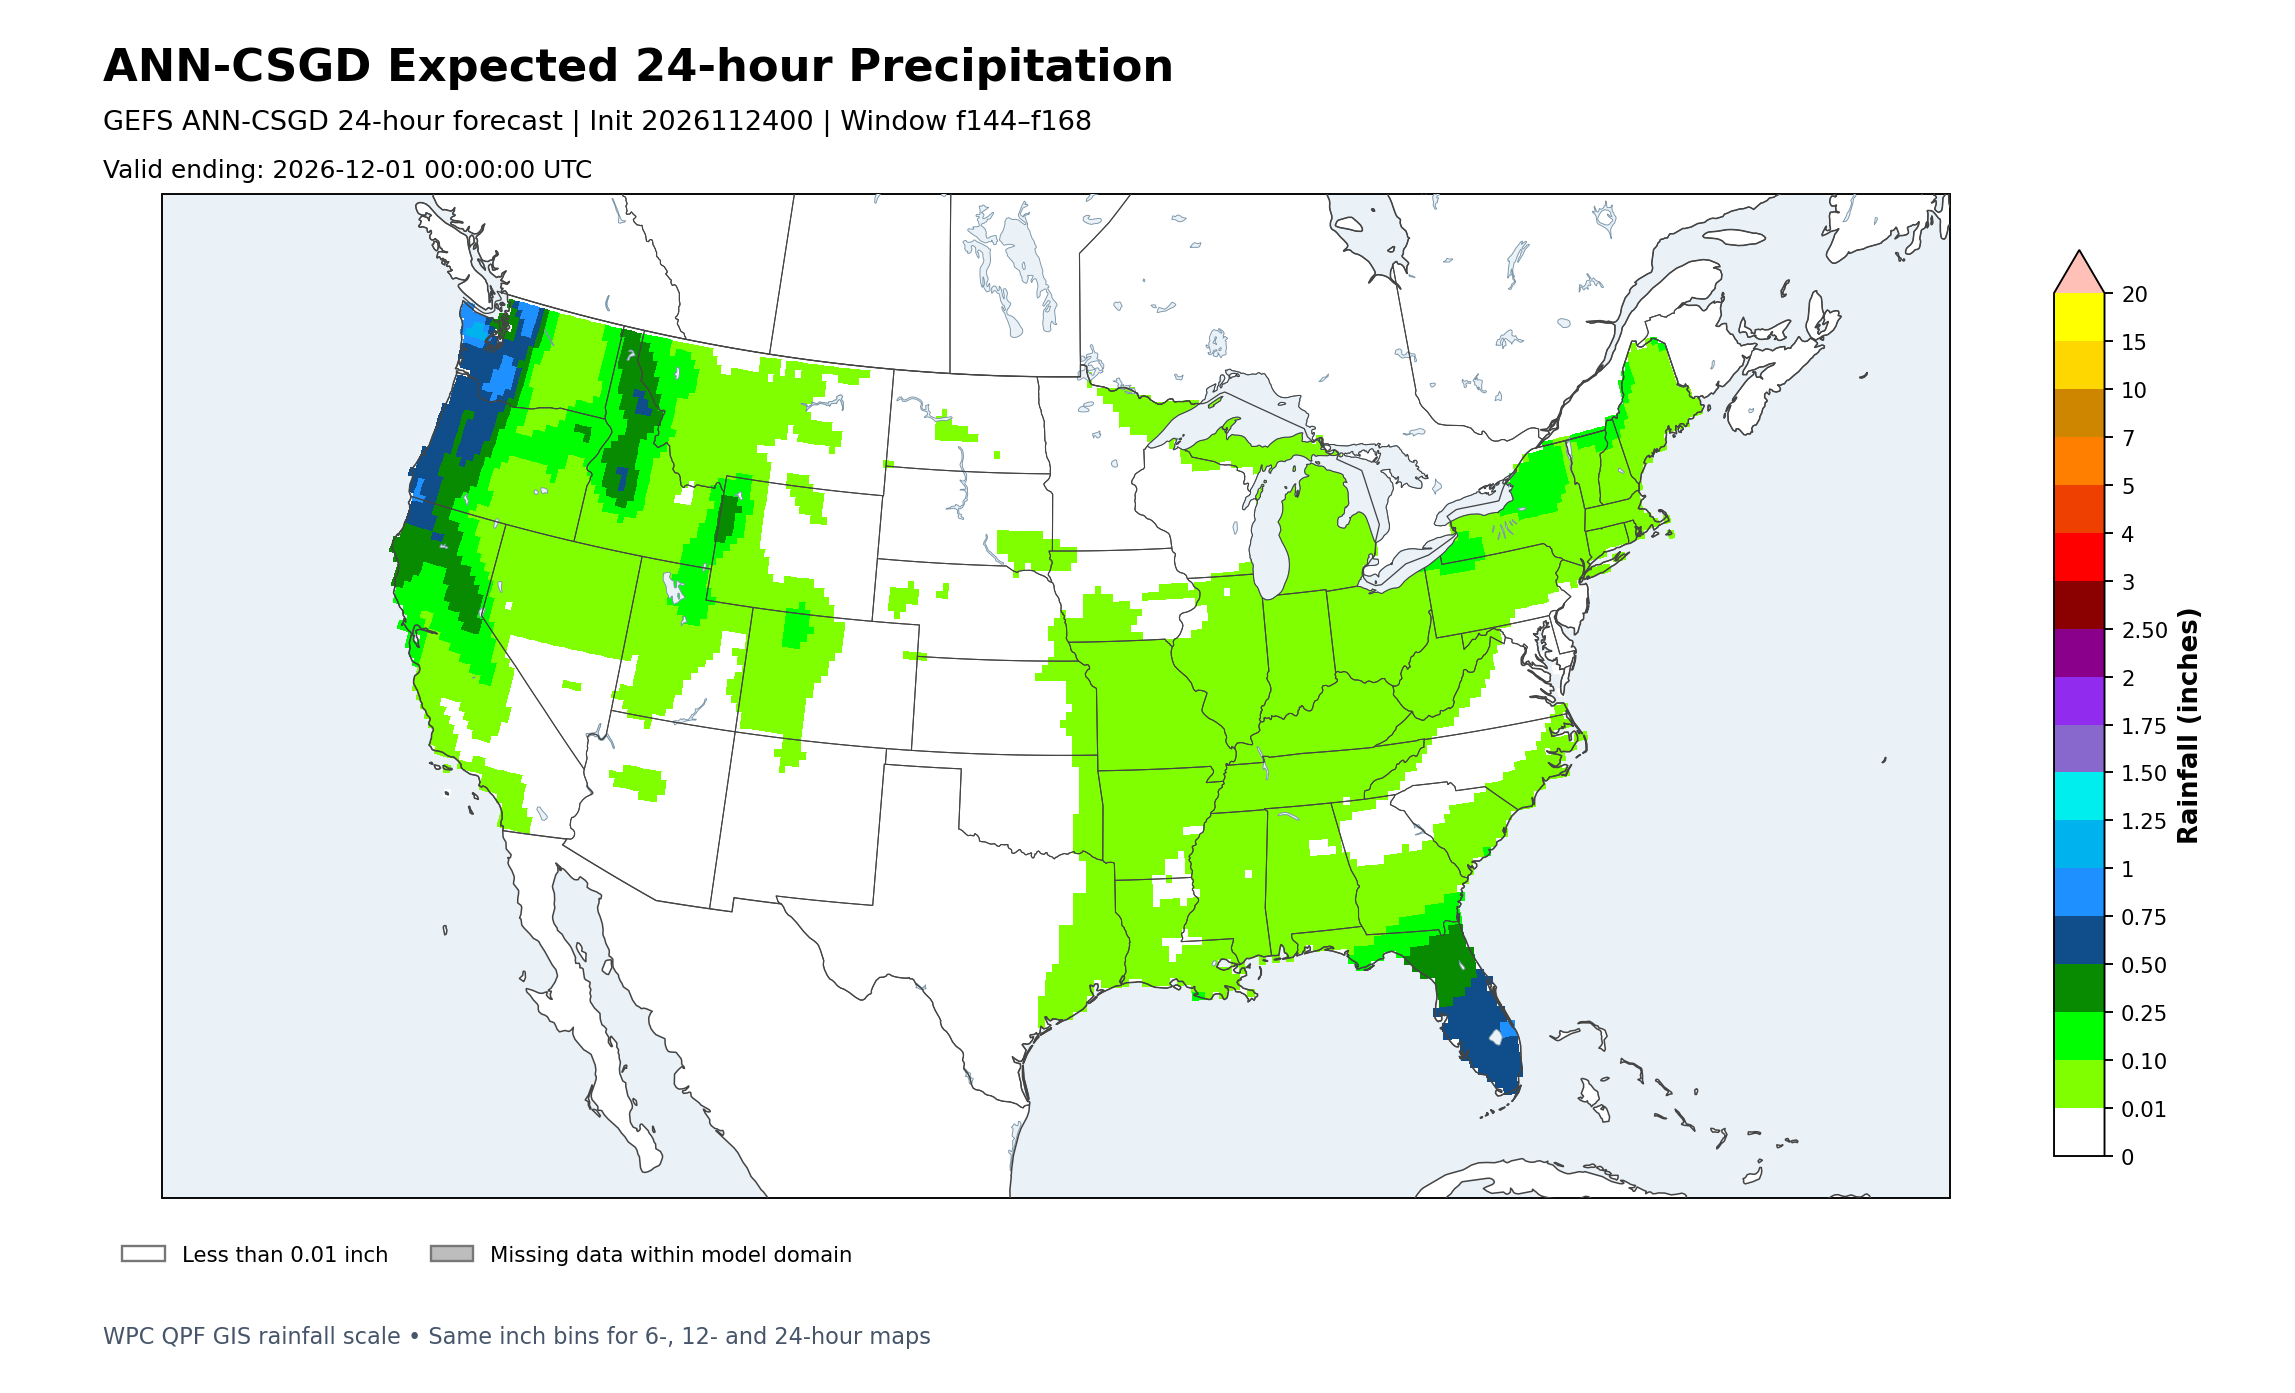 ANN-CSGD Expected 24-hour Precipitation
GEFS ANN-CSGD 24-hour forecast | Init 2026112400 | Window f144–f168
Valid ending: 2026-12-01 00:00:00 UTC
20
15
10
7
5
4
3
2.50
2
1.75
1.50
1.25
1
0.75
0.50
0.25
0.10
0.01
0
Rainfall (inches)
Less than 0.01 inch
Missing data within model domain
WPC QPF GIS rainfall scale • Same inch bins for 6-, 12- and 24-hour maps